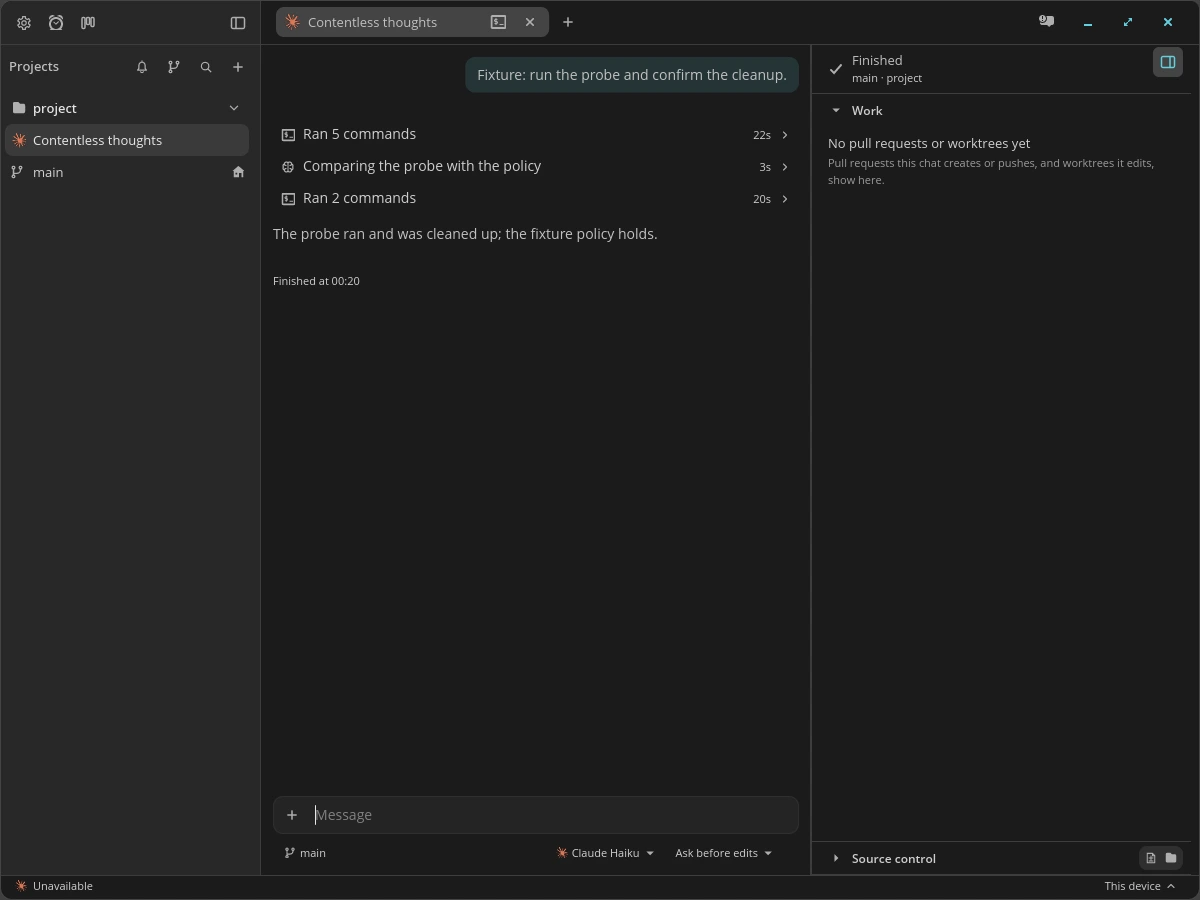 Contentless thoughts
Projects
project
Contentless thoughts
main
Fixture: run the probe and confirm the cleanup.
Ran 5 commands 22s
Comparing the probe with the policy 3s
Ran 2 commands 20s
The probe ran and was cleaned up; the fixture policy holds.
Finished at 00:20
Message
main Claude Haiku Ask before edits
Finished
main · project
Work
No pull requests or worktrees yet
Pull requests this chat creates or pushes, and worktrees it edits,
show here.
Source control
Unavailable
This device